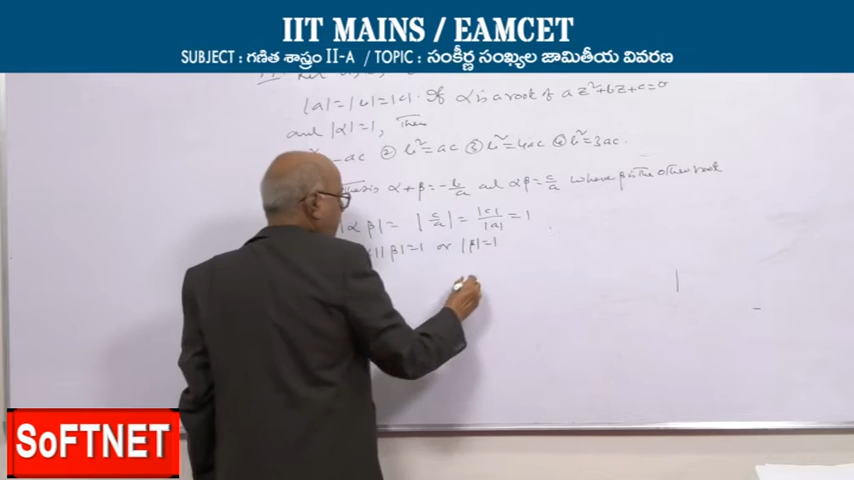 IIT MAINS / EAMCET
SUBJECT : గణిత శాస్త్రం II-A / TOPIC : సంకీర్ణ సంఖ్యల జామితీయ వివరణ
|a|=|b|=|c|. If α is a root of az²+bz+c=0
and |α|=1, Then
-ac ② b²=ac ③ b²=4ac ④ b²=3ac.
α+β=-b/a and αβ=c/a where β is the other root
|αβ|= |c/a|=|c|/|a|=1
||β|=1 or |β|=1
SoFTNET